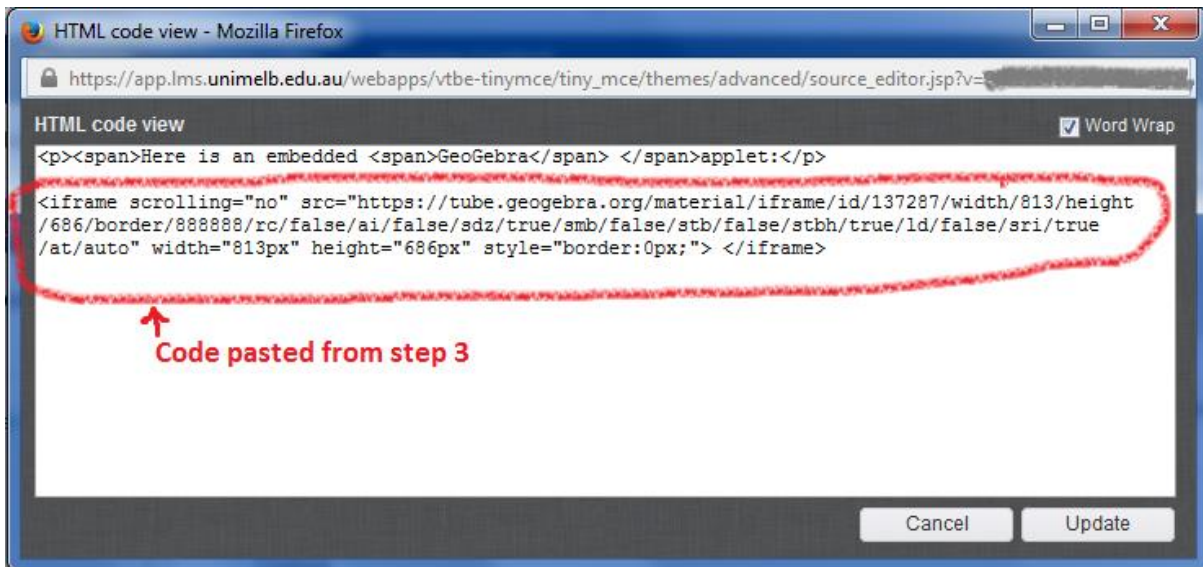 HTML code view - Mozilla Firefox
https://app.lms.unimelb.edu.au/webapps/vtbe-tinymce/tiny_mce/themes/advanced/source_editor.jsp?v=
HTML code view
Word Wrap
<p><span>Here is an embedded <span>GeoGebra</span> </span>applet:</p>
<iframe scrolling="no" src="https://tube.geogebra.org/material/iframe/id/137287/width/813/height
/686/border/888888/rc/false/ai/false/sdz/true/smb/false/stb/false/stbh/true/ld/false/sri/true
/at/auto" width="813px" height="686px" style="border:0px;"> </iframe>
Code pasted from step 3
Cancel
Update